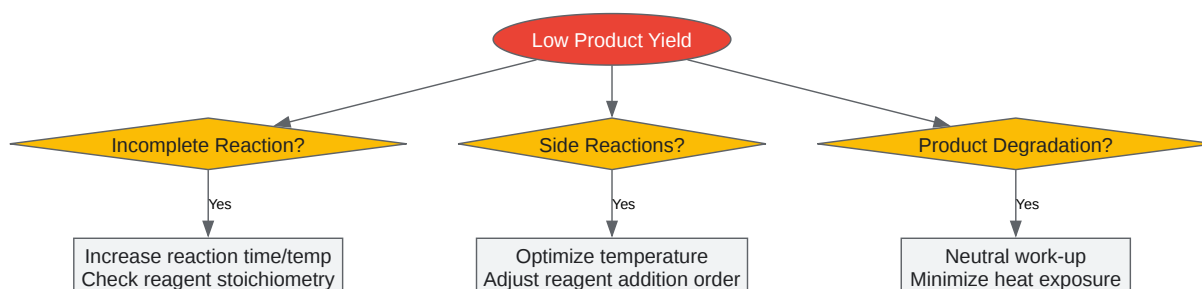 Low Product Yield
Incomplete Reaction?
Side Reactions?
Product Degradation?
Yes
Yes
Yes
Increase reaction time/temp
Check reagent stoichiometry
Optimize temperature
Adjust reagent addition order
Neutral work-up
Minimize heat exposure